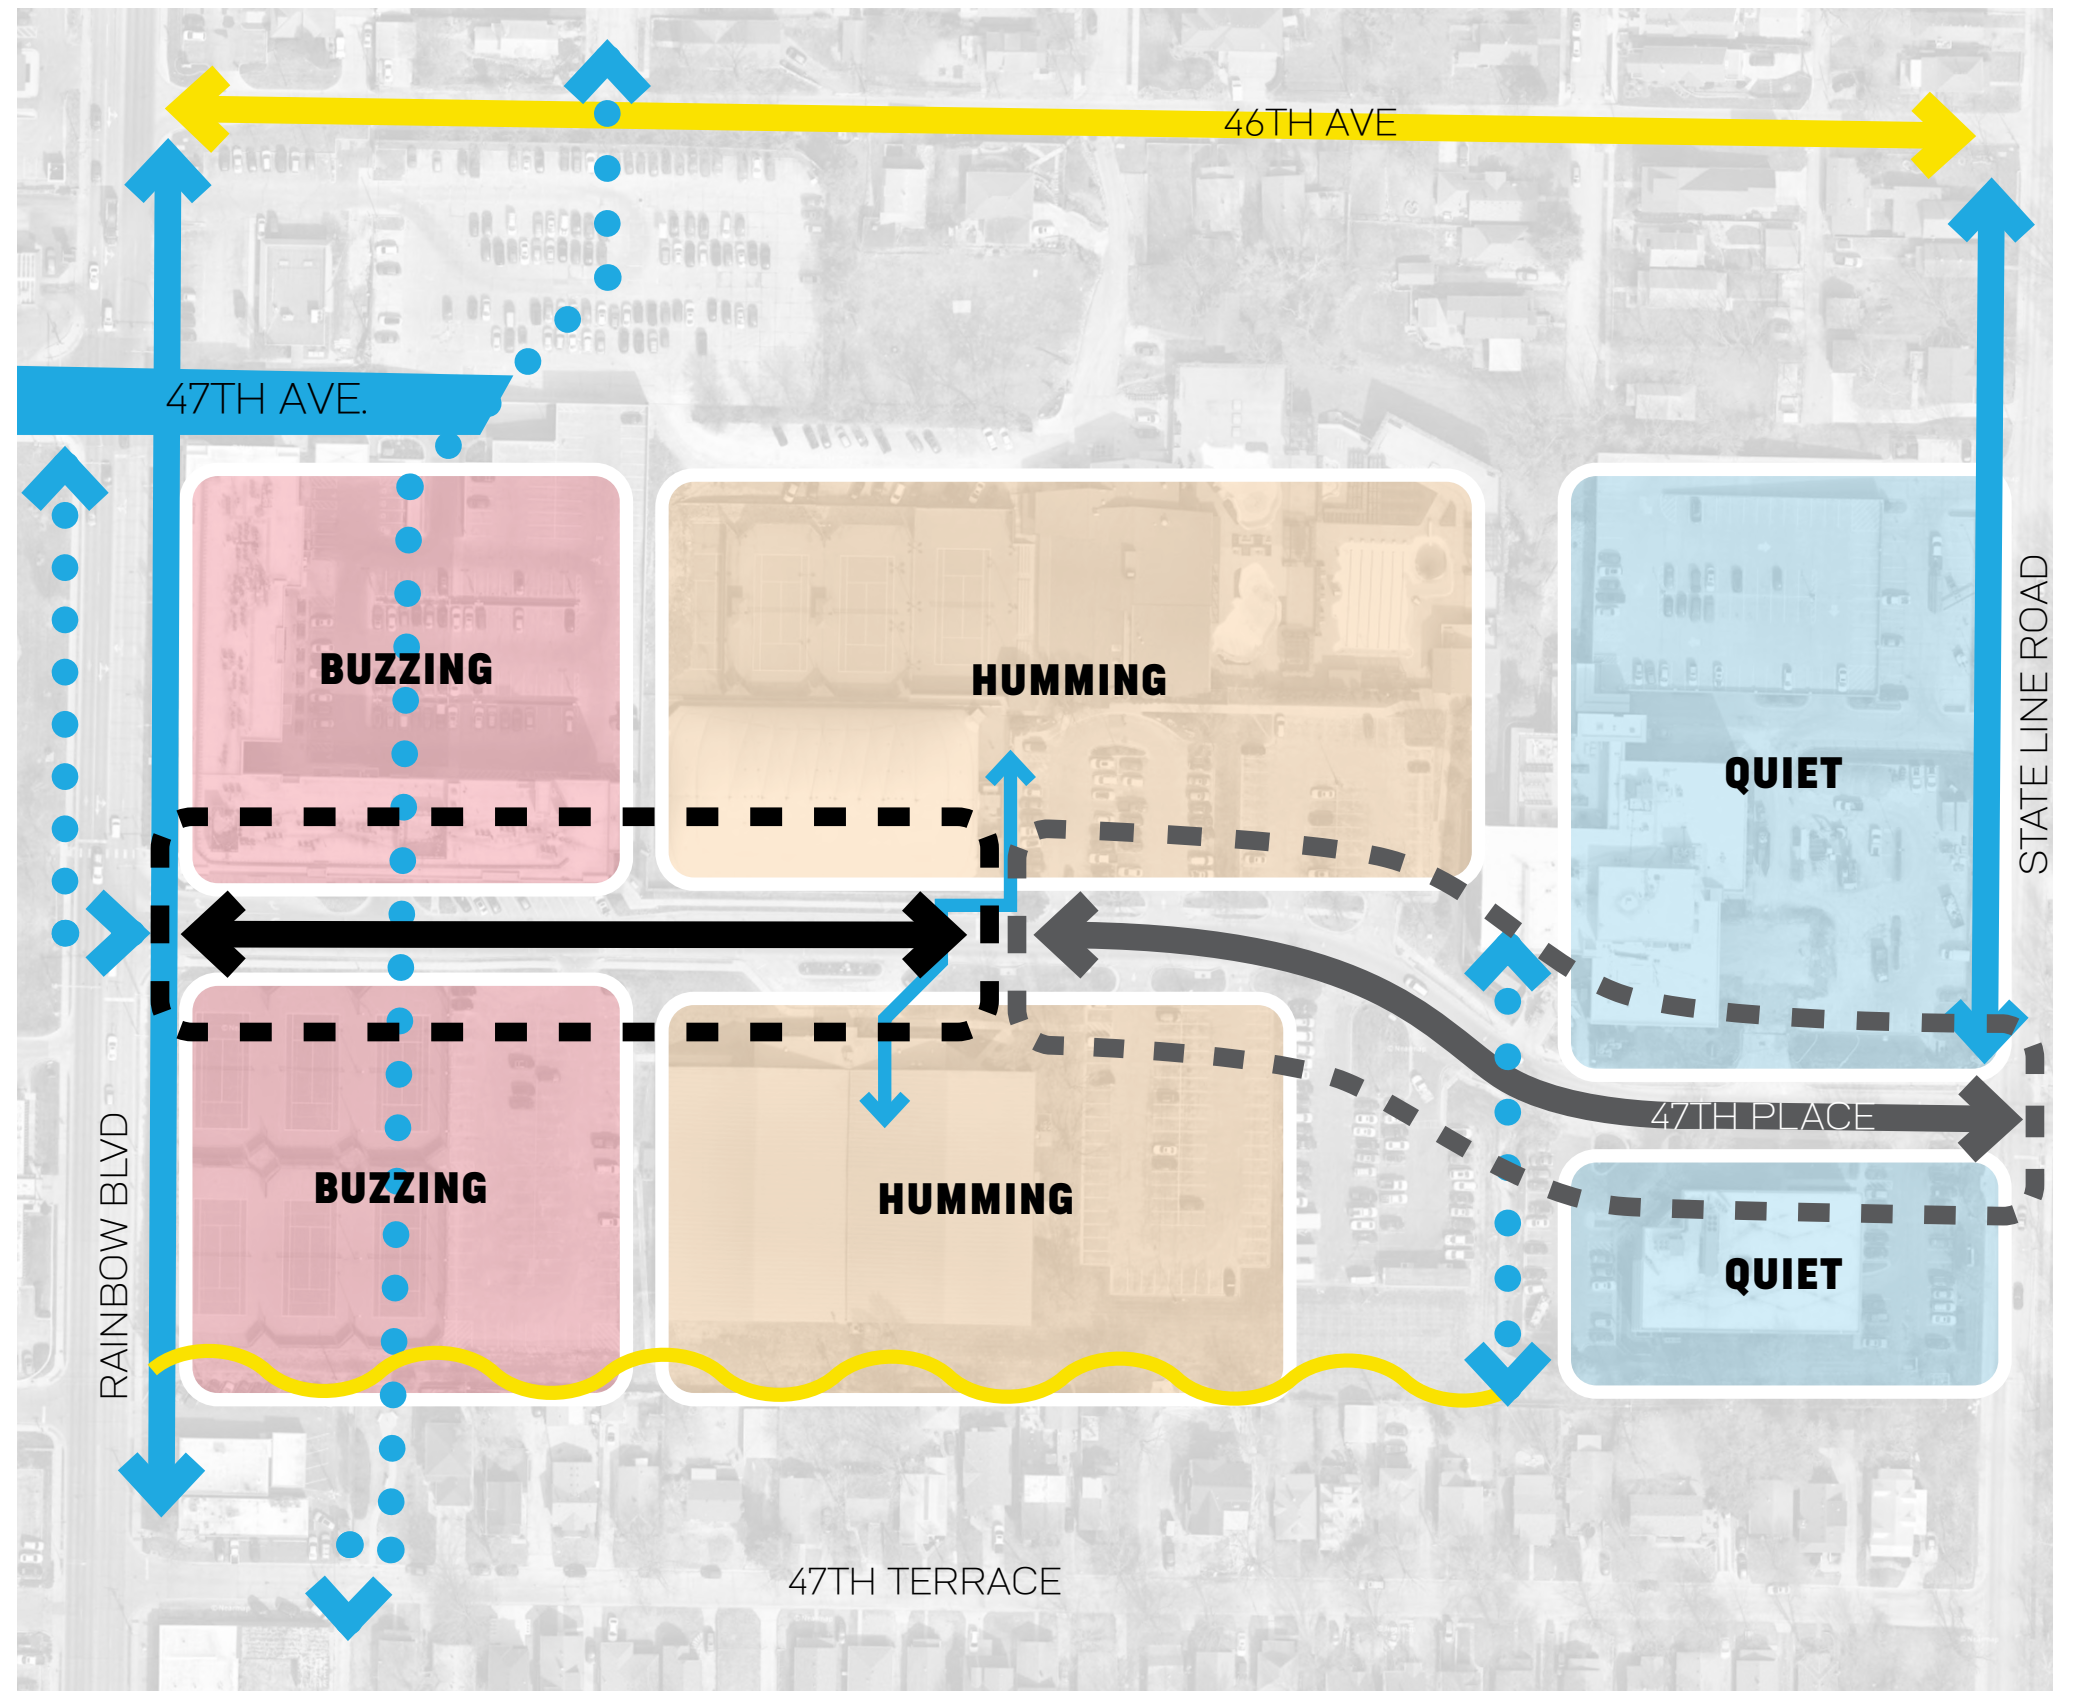 46TH AVE
47TH AVE.
STATE LINE ROAD
BUZZING
HUMMING
QUIET
47TH PLACE
RAINBOW BLVD
BUZZING
HUMMING
QUIET
47TH TERRACE